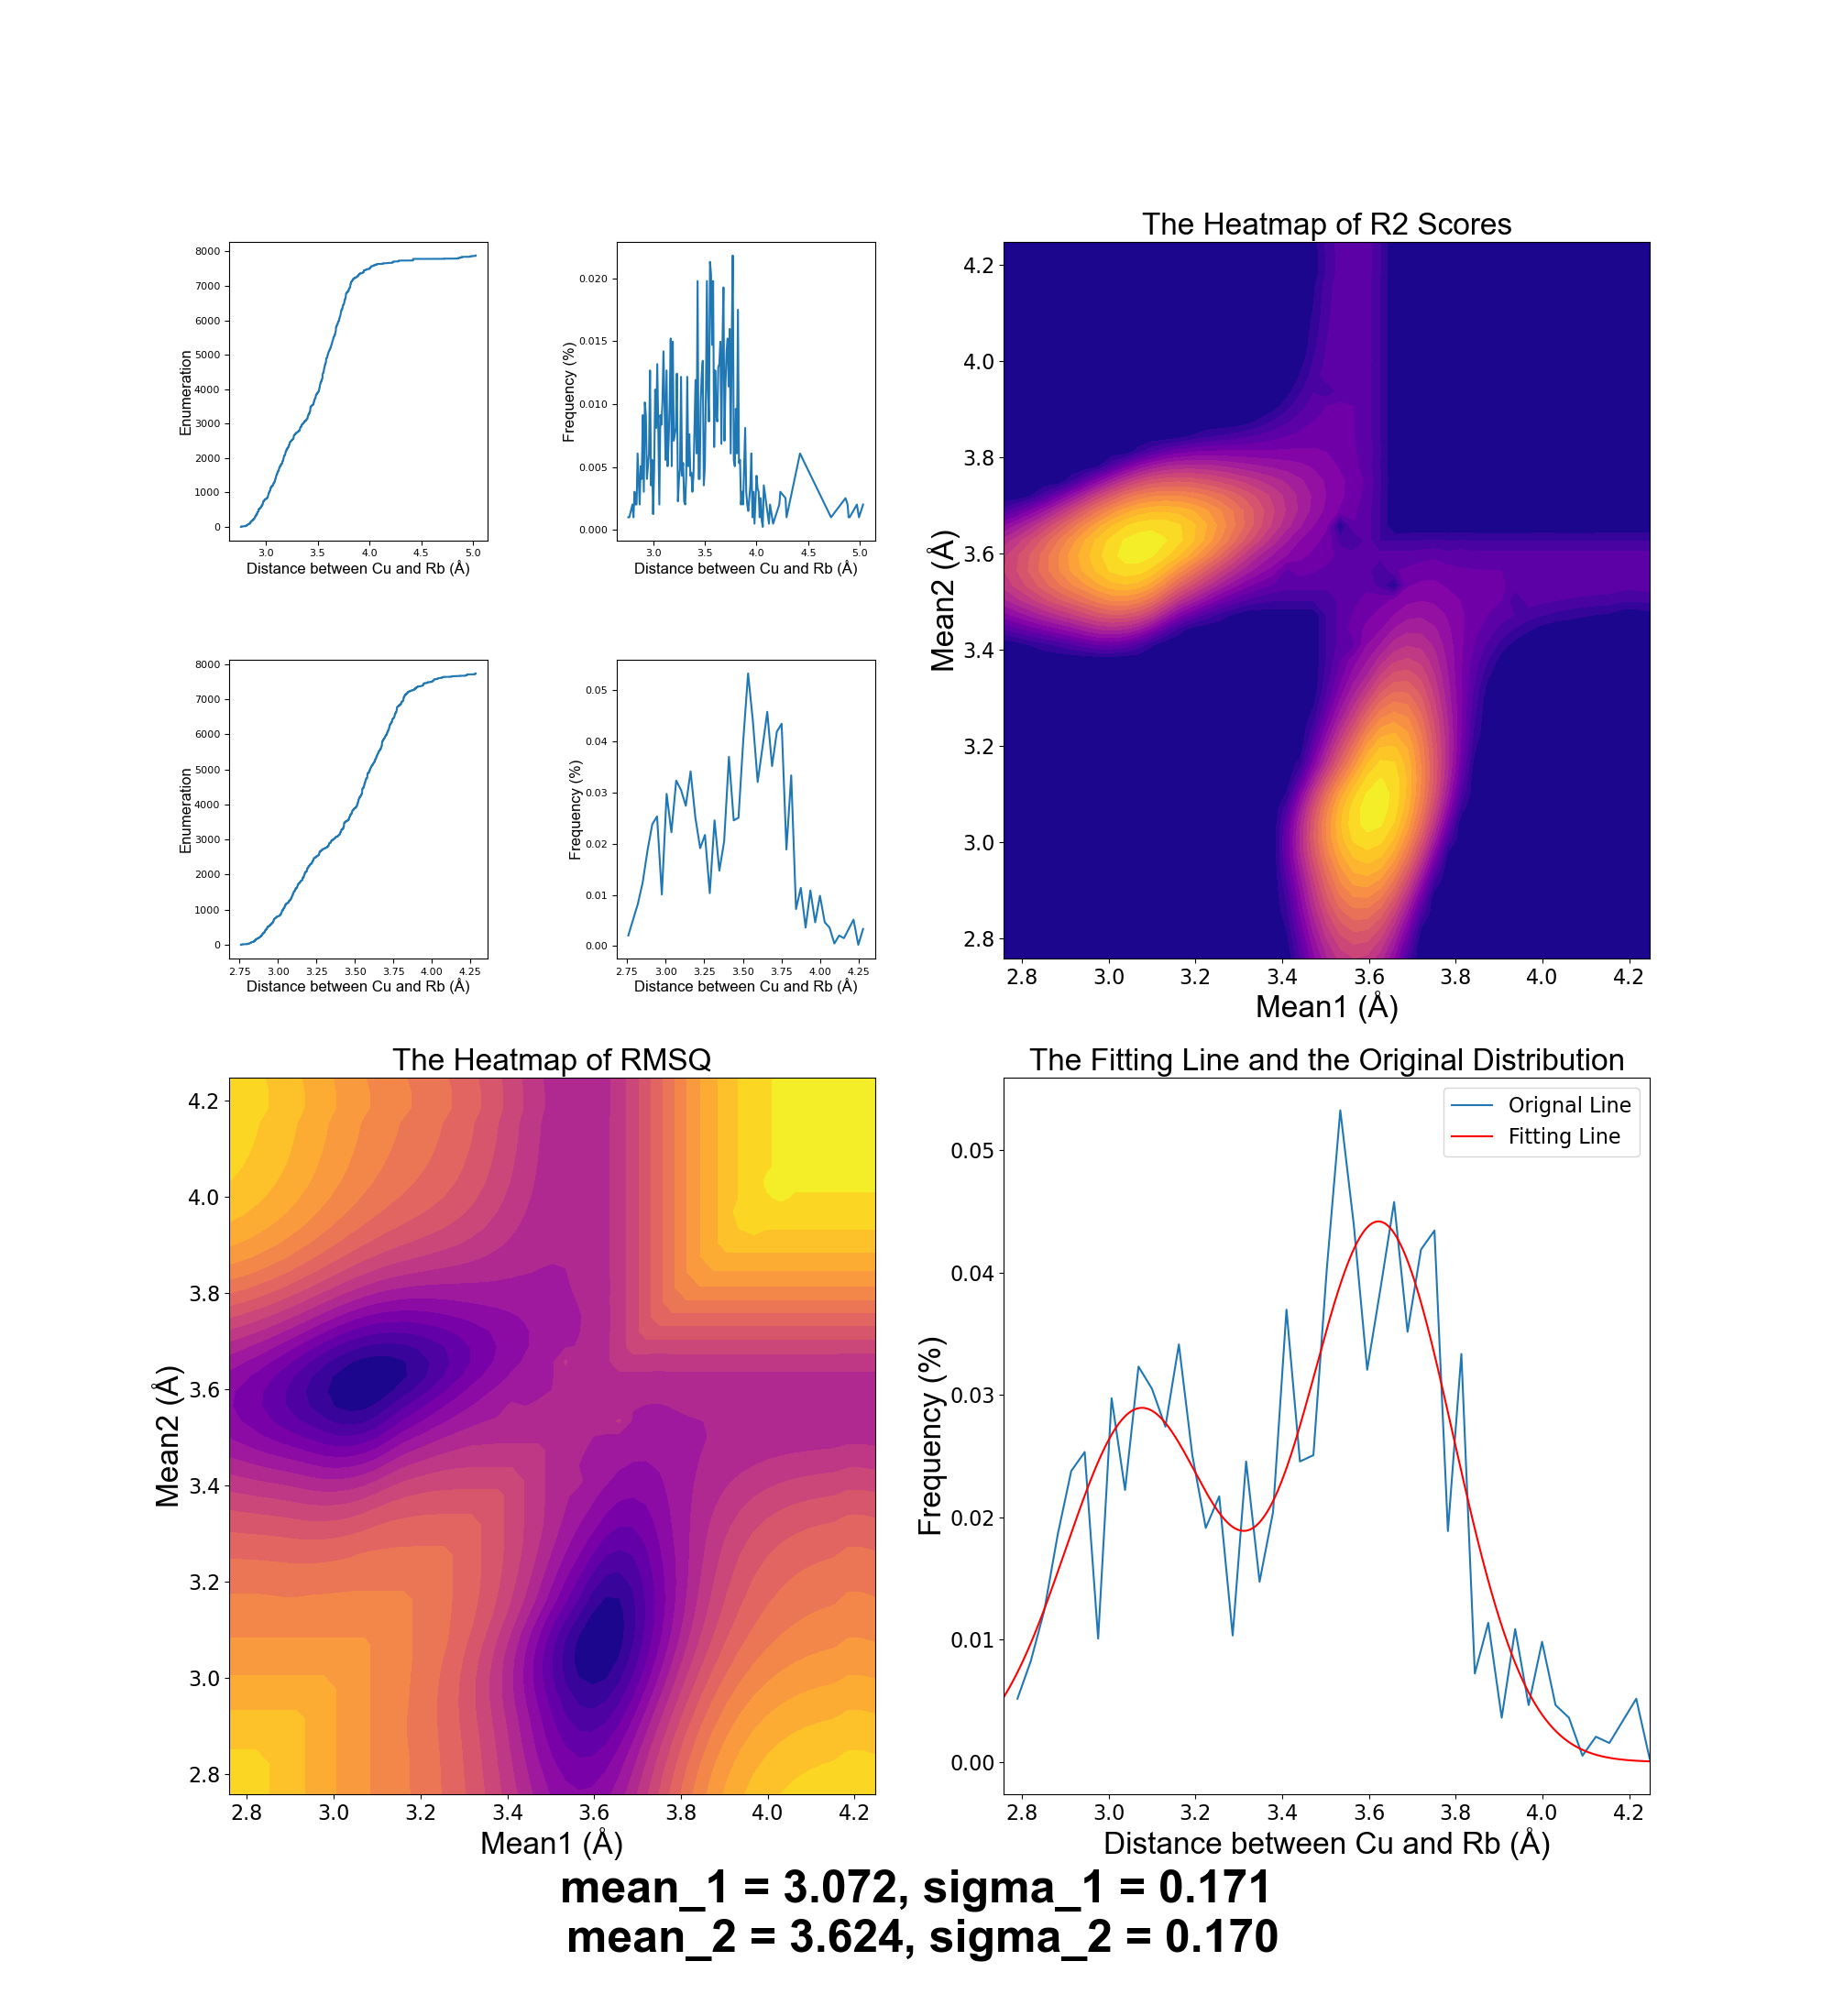 8000
7000
6000
5000
4000
3000
2000
1000
0
Enumeration
3.0 3.5 4.0 4.5 5.0
Distance between Cu and Rb (Å)
0.020
0.015
0.010
0.005
0.000
Frequency (%)
3.0 3.5 4.0 4.5 5.0
Distance between Cu and Rb (Å)
The Heatmap of R2 Scores
4.2
4.0
3.8
3.6
3.4
3.2
3.0
2.8
Mean2 (Å)
2.8 3.0 3.2 3.4 3.6 3.8 4.0 4.2
Mean1 (Å)
8000
7000
6000
5000
4000
3000
2000
1000
0
Enumeration
2.75 3.00 3.25 3.50 3.75 4.00 4.25
Distance between Cu and Rb (Å)
0.05
0.04
0.03
0.02
0.01
0.00
Frequency (%)
2.75 3.00 3.25 3.50 3.75 4.00 4.25
Distance between Cu and Rb (Å)
The Heatmap of RMSQ
4.2
4.0
3.8
3.6
3.4
3.2
3.0
2.8
Mean2 (Å)
2.8 3.0 3.2 3.4 3.6 3.8 4.0 4.2
Mean1 (Å)
The Fitting Line and the Original Distribution
Orignal Line
Fitting Line
0.05
0.04
0.03
0.02
0.01
0.00
Frequency (%)
2.8 3.0 3.2 3.4 3.6 3.8 4.0 4.2
Distance between Cu and Rb (Å)
mean_1 = 3.072, sigma_1 = 0.171
mean_2 = 3.624, sigma_2 = 0.170